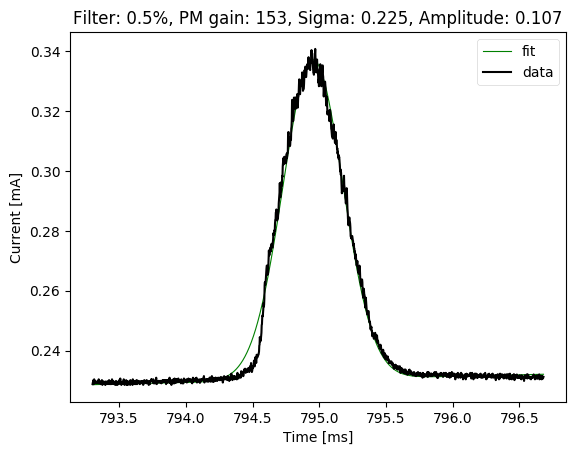 Filter: 0.5%, PM gain: 153, Sigma: 0.225, Amplitude: 0.107
fit
data
0.34
0.32
0.30
0.28
0.26
0.24
Current [mA]
793.5 794.0 794.5 795.0 795.5 796.0 796.5
Time [ms]